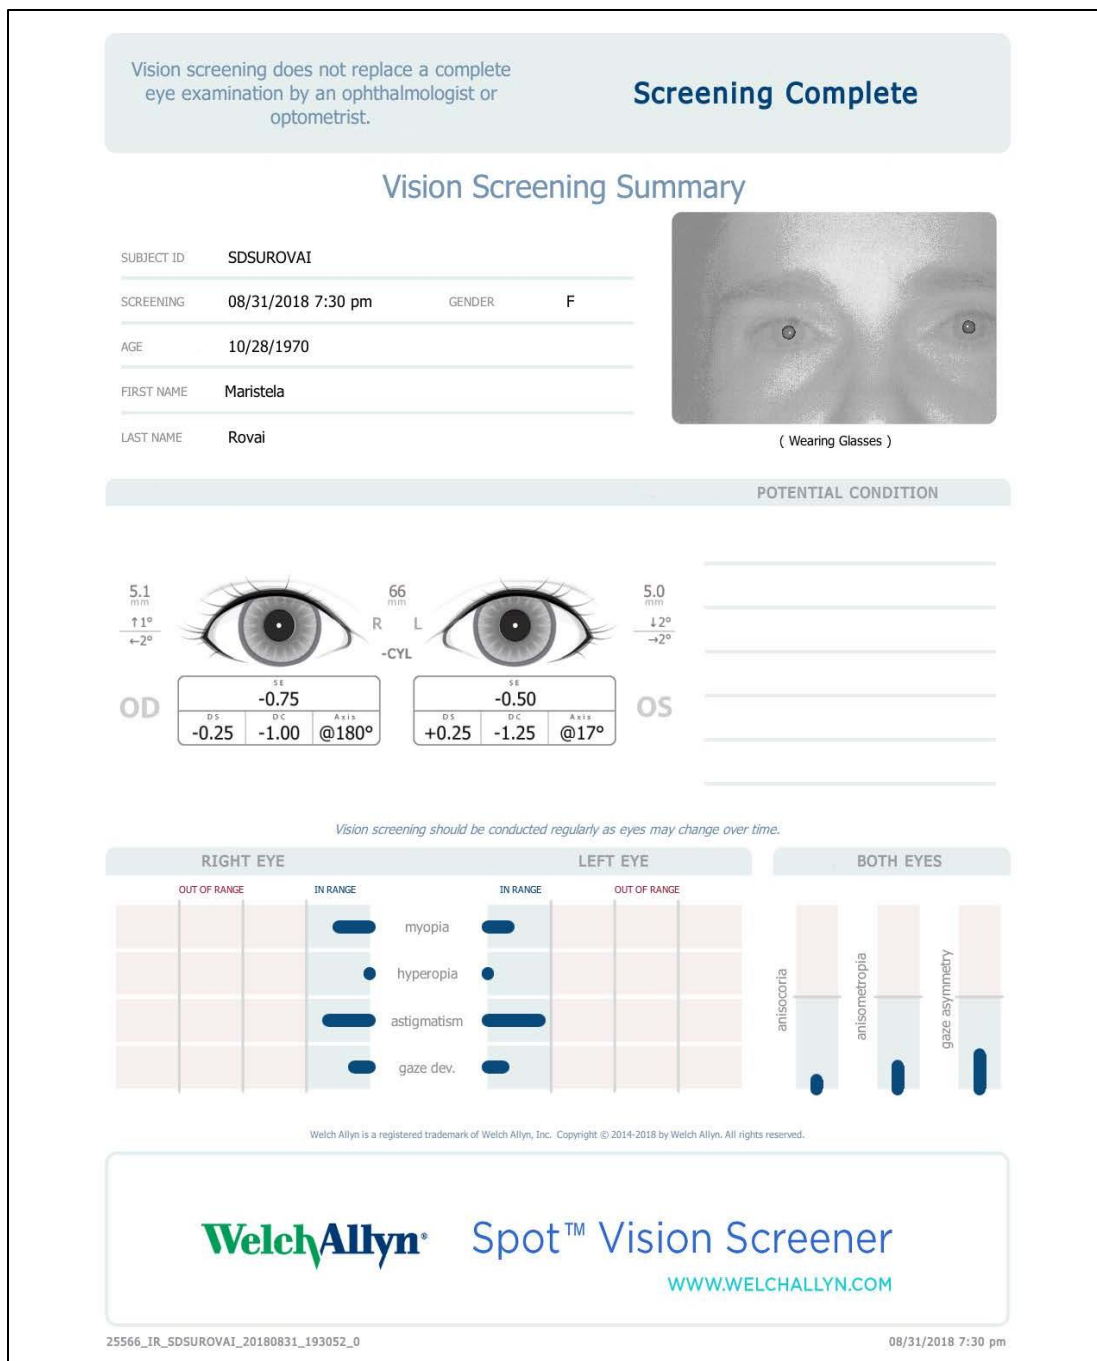 Vision screening does not replace a complete
eye examination by an ophthalmologist or
optometrist.
Screening Complete
Vision Screening Summary
SUBJECT ID SDSUROVAI
SCREENING 08/31/2018 7:30 pm GENDER F
AGE 10/28/1970
FIRST NAME Maristela
LAST NAME Rovai
( Wearing Glasses )
POTENTIAL CONDITION
5.1 mm
↑1°
←2°
66 mm
R L
-CYL
5.0 mm
↓2°
→2°
OD
SE
-0.75
DS DC Axis
-0.25 -1.00 @180°
SE
-0.50
DS DC Axis
+0.25 -1.25 @17°
OS
Vision screening should be conducted regularly as eyes may change over time.
RIGHT EYE LEFT EYE BOTH EYES
OUT OF RANGE IN RANGE IN RANGE OUT OF RANGE
myopia
hyperopia
astigmatism
gaze dev.
anisocoria
anisometropia
gaze asymmetry
Welch Allyn is a registered trademark of Welch Allyn, Inc. Copyright © 2014-2018 by Welch Allyn. All rights reserved.
WelchAllyn® Spot™ Vision Screener
WWW.WELCHALLYN.COM
25566_IR_SDSUROVAI_20180831_193052_0 08/31/2018 7:30 pm